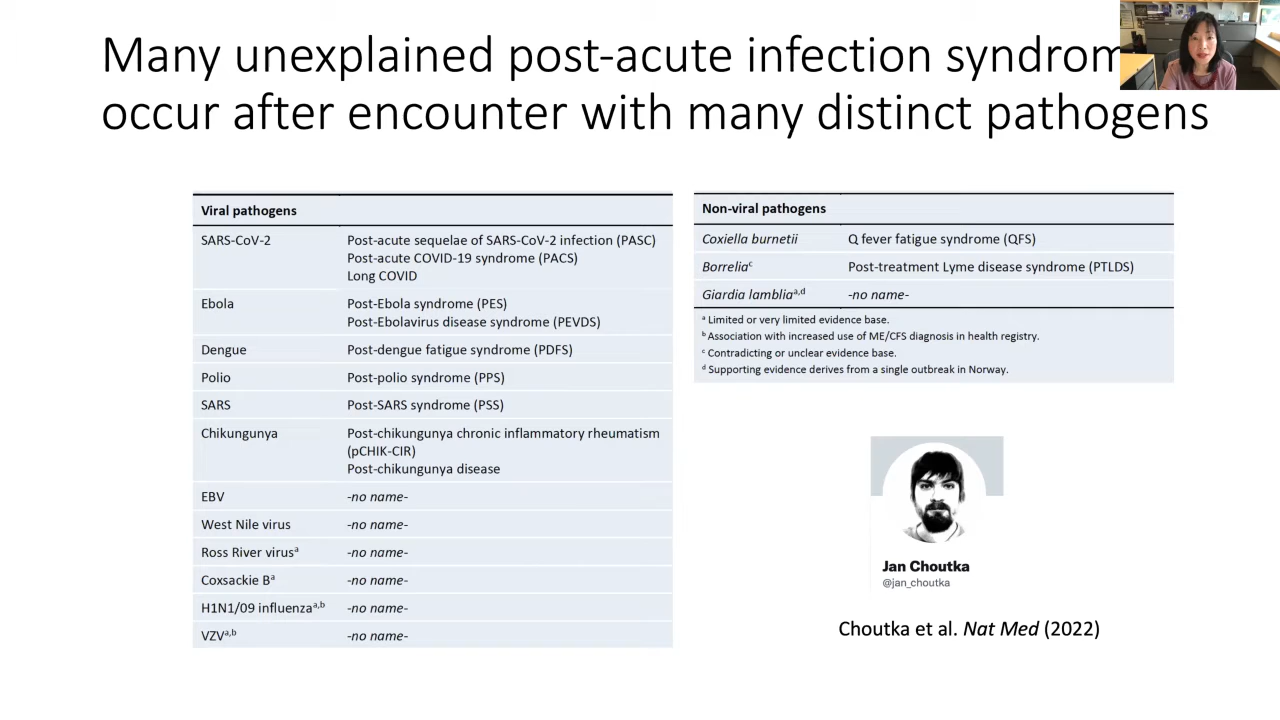 Many unexplained post-acute infection syndrom
occur after encounter with many distinct pathogens
Viral pathogens
SARS-CoV-2 Post-acute sequelae of SARS-CoV-2 infection (PASC)
Post-acute COVID-19 syndrome (PACS)
Long COVID
Ebola Post-Ebola syndrome (PES)
Post-Ebolavirus disease syndrome (PEVDS)
Dengue Post-dengue fatigue syndrome (PDFS)
Polio Post-polio syndrome (PPS)
SARS Post-SARS syndrome (PSS)
Chikungunya Post-chikungunya chronic inflammatory rheumatism
(pCHIK-CIR)
Post-chikungunya disease
EBV -no name-
West Nile virus -no name-
Ross River virusᵃ -no name-
Coxsackie Bᵃ -no name-
H1N1/09 influenzaᵃ,ᵇ -no name-
VZVᵃ,ᵇ -no name-
Non-viral pathogens
Coxiella burnetii Q fever fatigue syndrome (QFS)
Borreliaᶜ Post-treatment Lyme disease syndrome (PTLDS)
Giardia lambliaᵃ,ᵈ -no name-
ᵃ Limited or very limited evidence base.
ᵇ Association with increased use of ME/CFS diagnosis in health registry.
ᶜ Contradicting or unclear evidence base.
ᵈ Supporting evidence derives from a single outbreak in Norway.
Jan Choutka
@jan_choutka
Choutka et al. Nat Med (2022)